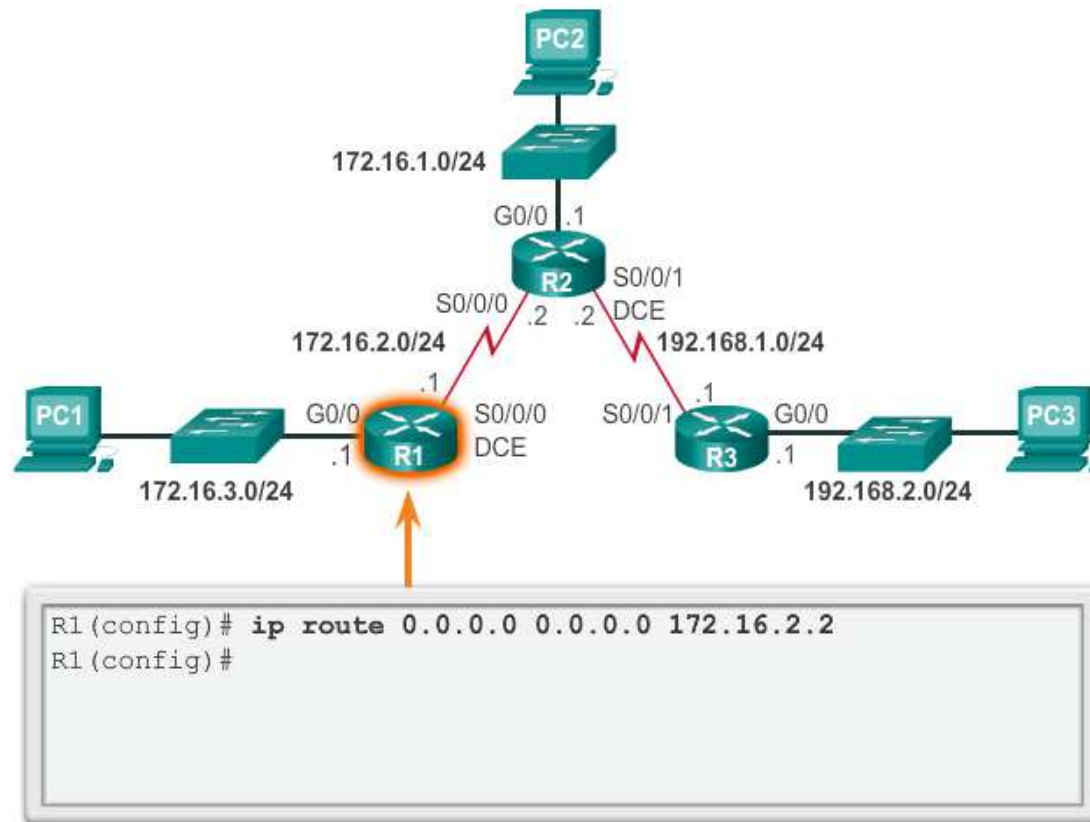 PC2
172.16.1.0/24
G0/0 .1
R2
S0/0/1
DCE
S0/0/0
.2 .2
172.16.2.0/24
192.168.1.0/24
.1
.1
PC1
G0/0
S0/0/0
DCE
R1
.1
172.16.3.0/24
S0/0/1
G0/0
R3
.1
PC3
192.168.2.0/24
R1(config)# ip route 0.0.0.0 0.0.0.0 172.16.2.2
R1(config)#